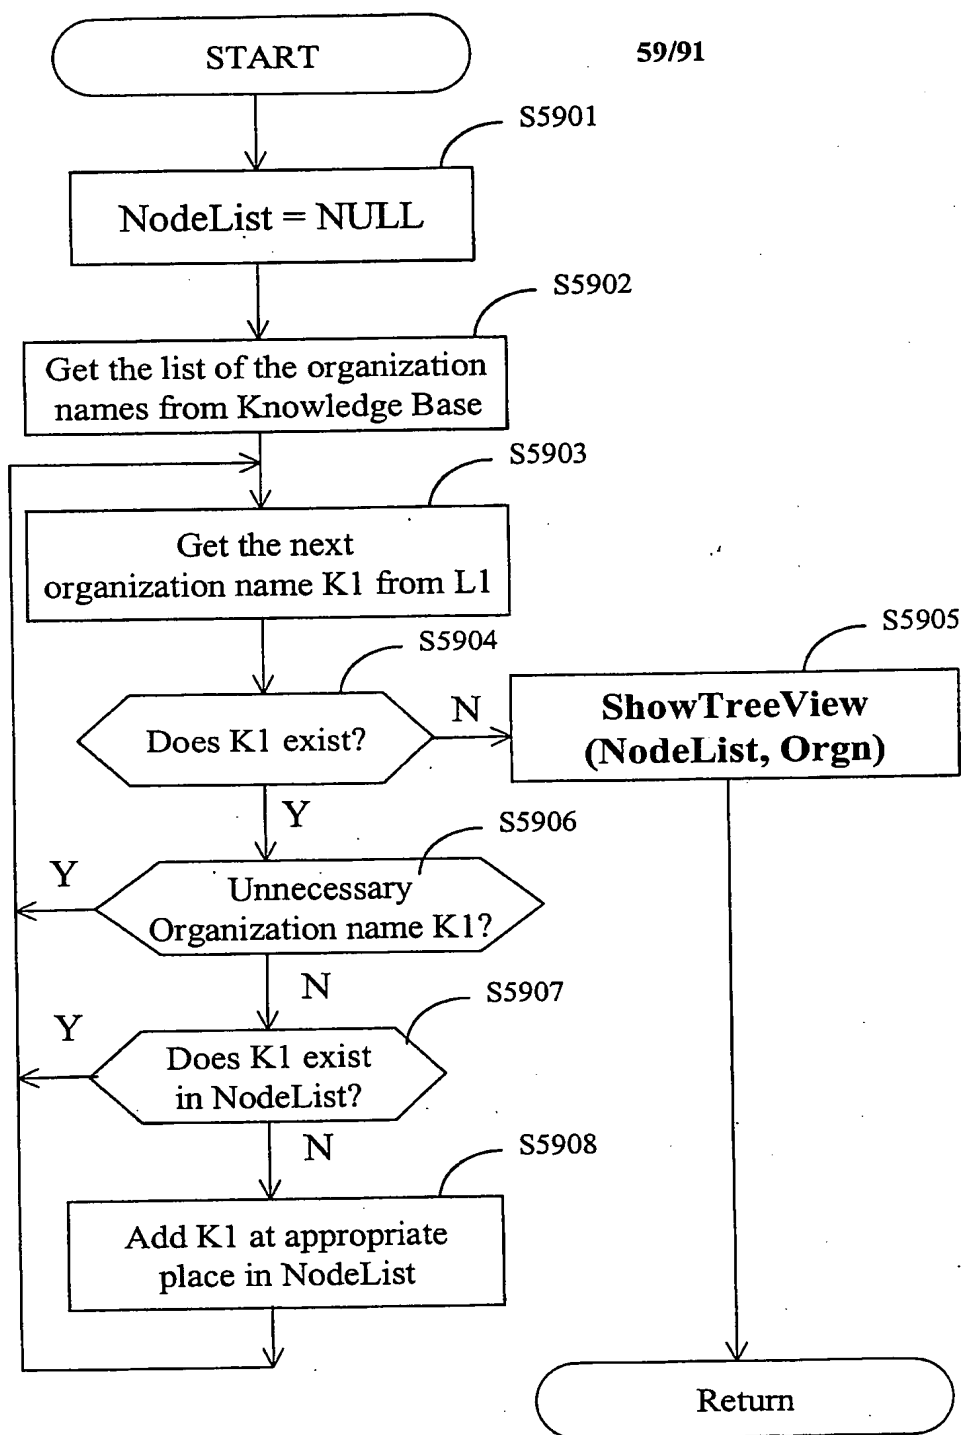 START
59/91
S5901
NodeList = NULL
S5902
Get the list of the organization
names from Knowledge Base
S5903
Get the next
organization name K1 from L1
S5904
Does K1 exist?
N
S5905
ShowTreeView
(NodeList, Orgn)
Y
S5906
Y
Unnecessary
Organization name K1?
N
S5907
Y
Does K1 exist
in NodeList?
N
S5908
Add K1 at appropriate
place in NodeList
Return